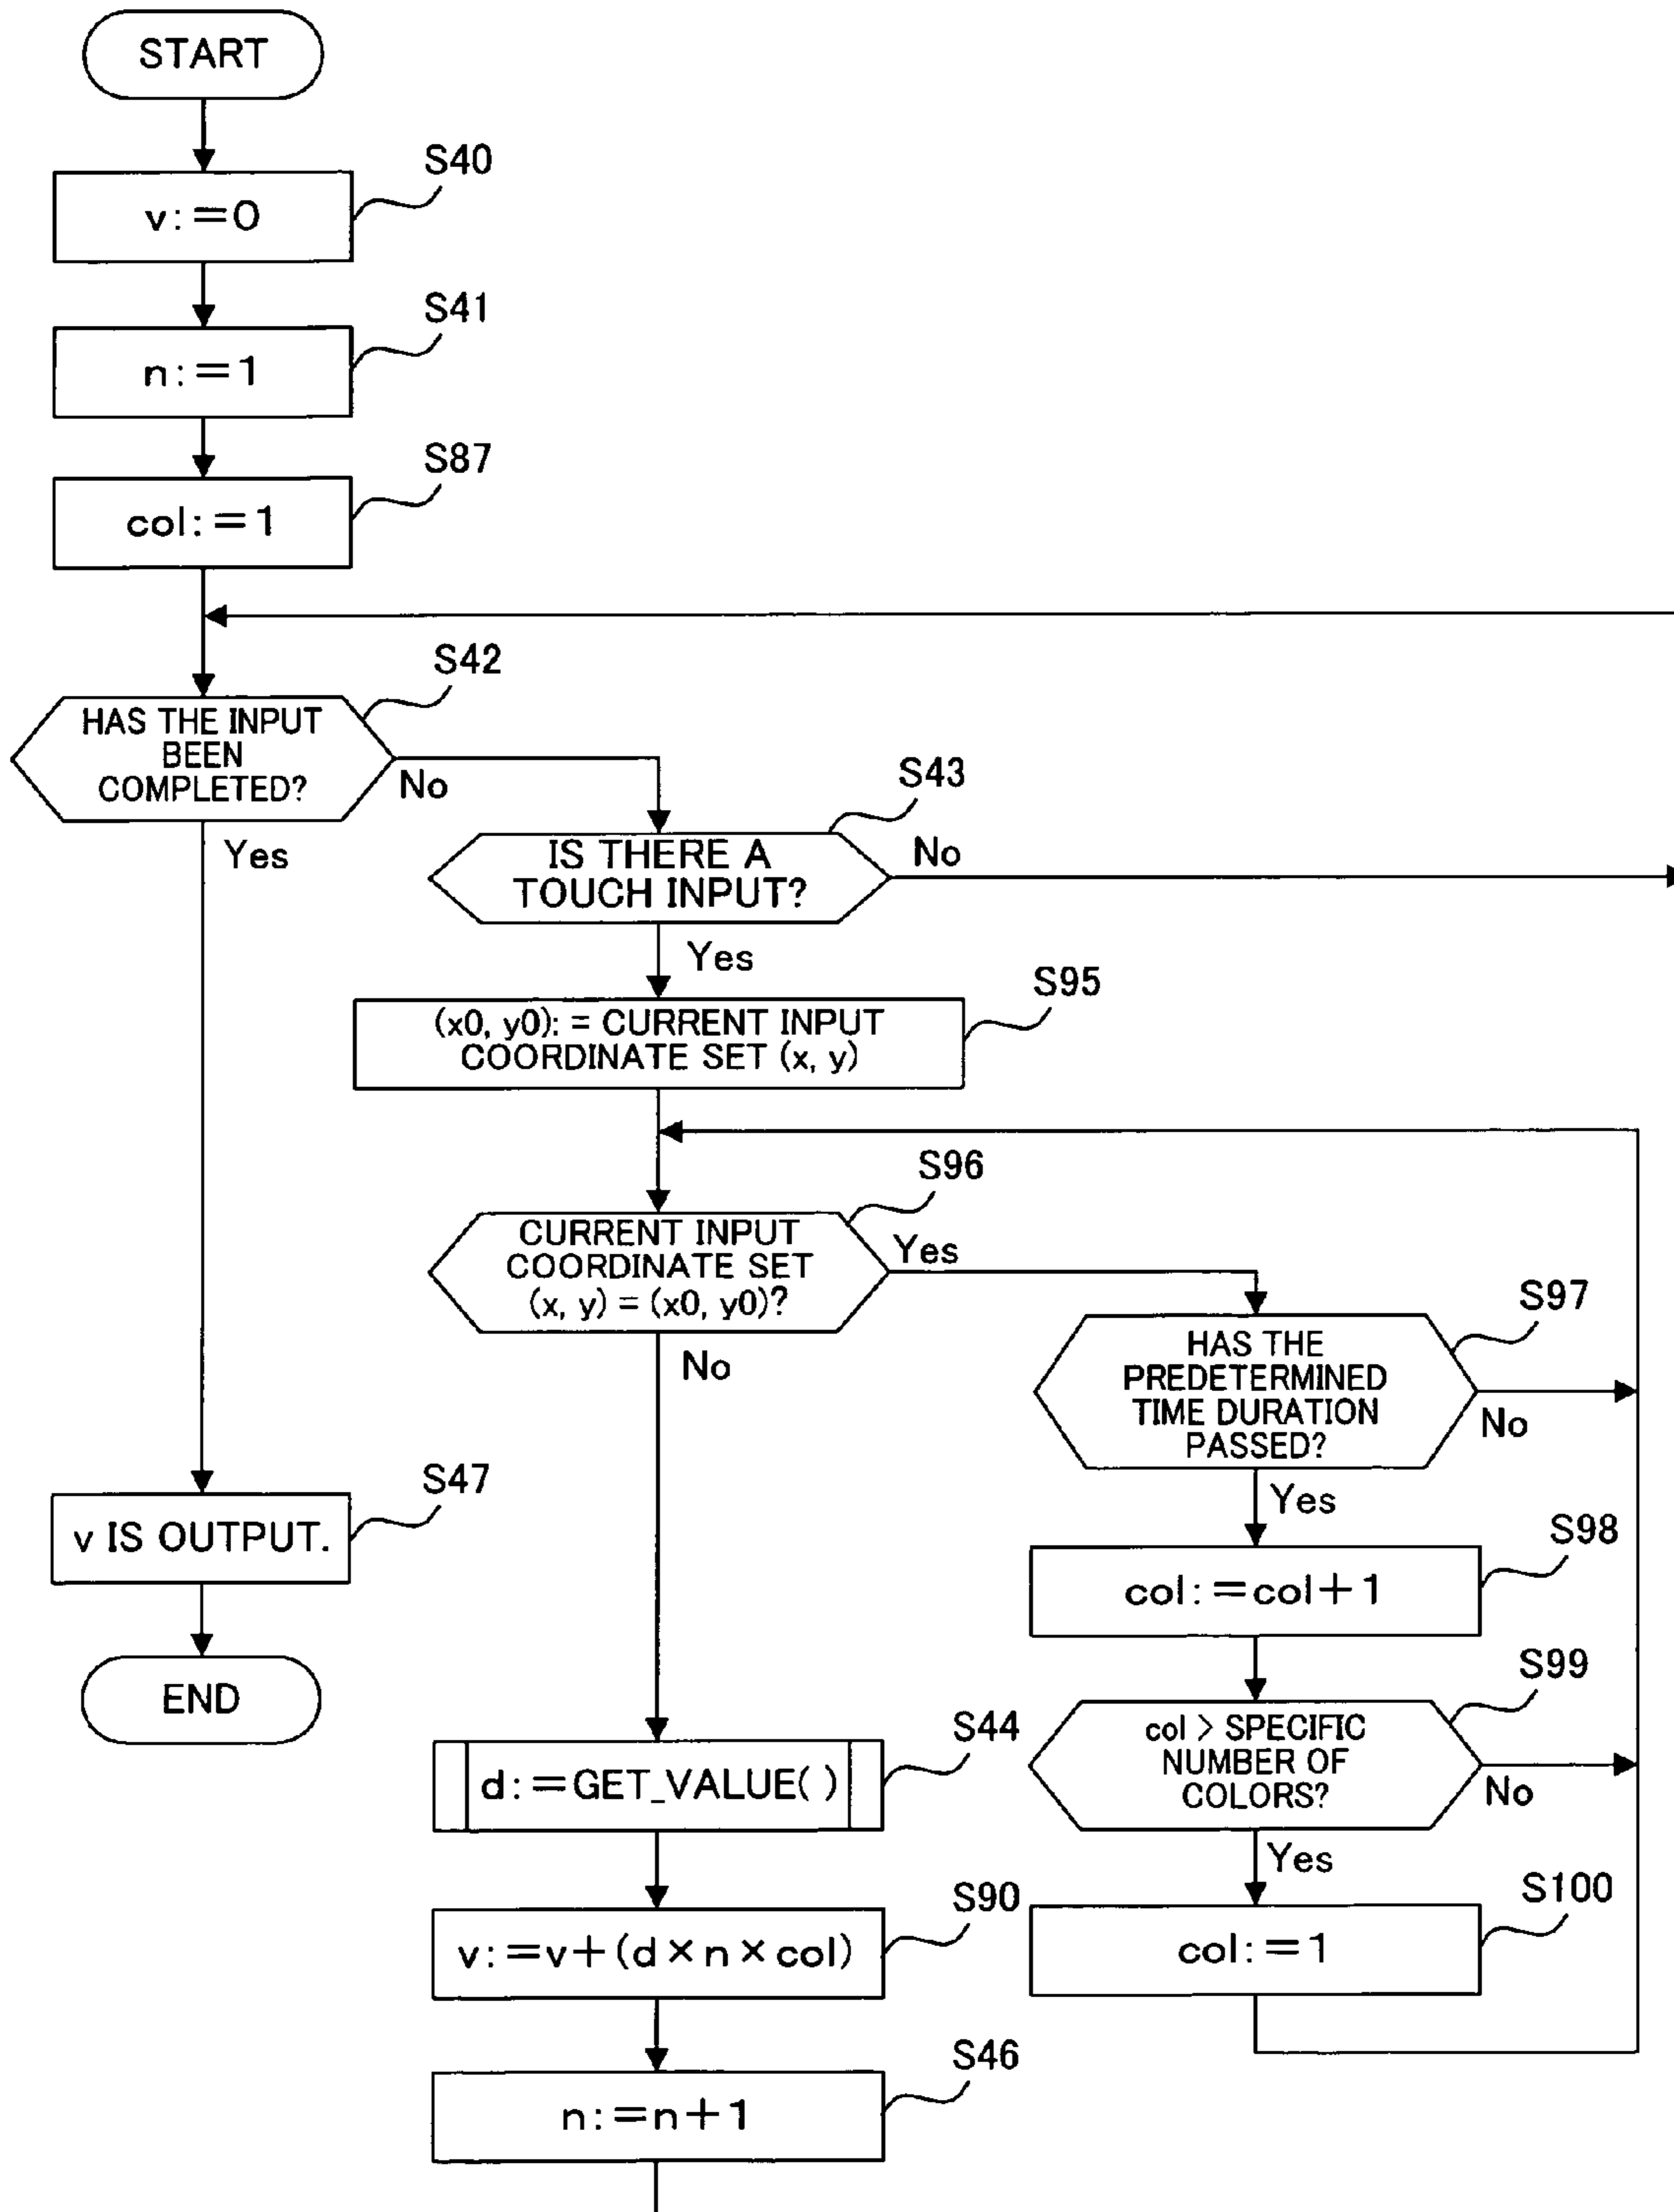 START
S40
v:=0
S41
n:=1
S87
col:=1
S42
HAS THE INPUT
BEEN
COMPLETED?
No
Yes
S43
IS THERE A
TOUCH INPUT?
No
Yes
S95
(x0, y0): = CURRENT INPUT
COORDINATE SET (x, y)
S96
CURRENT INPUT
COORDINATE SET
(x, y) = (x0, y0)?
Yes
No
S97
HAS THE
PREDETERMINED
TIME DURATION
PASSED?
No
Yes
S47
v IS OUTPUT.
END
S98
col:=col+1
S99
col > SPECIFIC
NUMBER OF
COLORS?
No
Yes
S100
col:=1
S44
d:=GET_VALUE( )
S90
v:=v+(d×n×col)
S46
n:=n+1